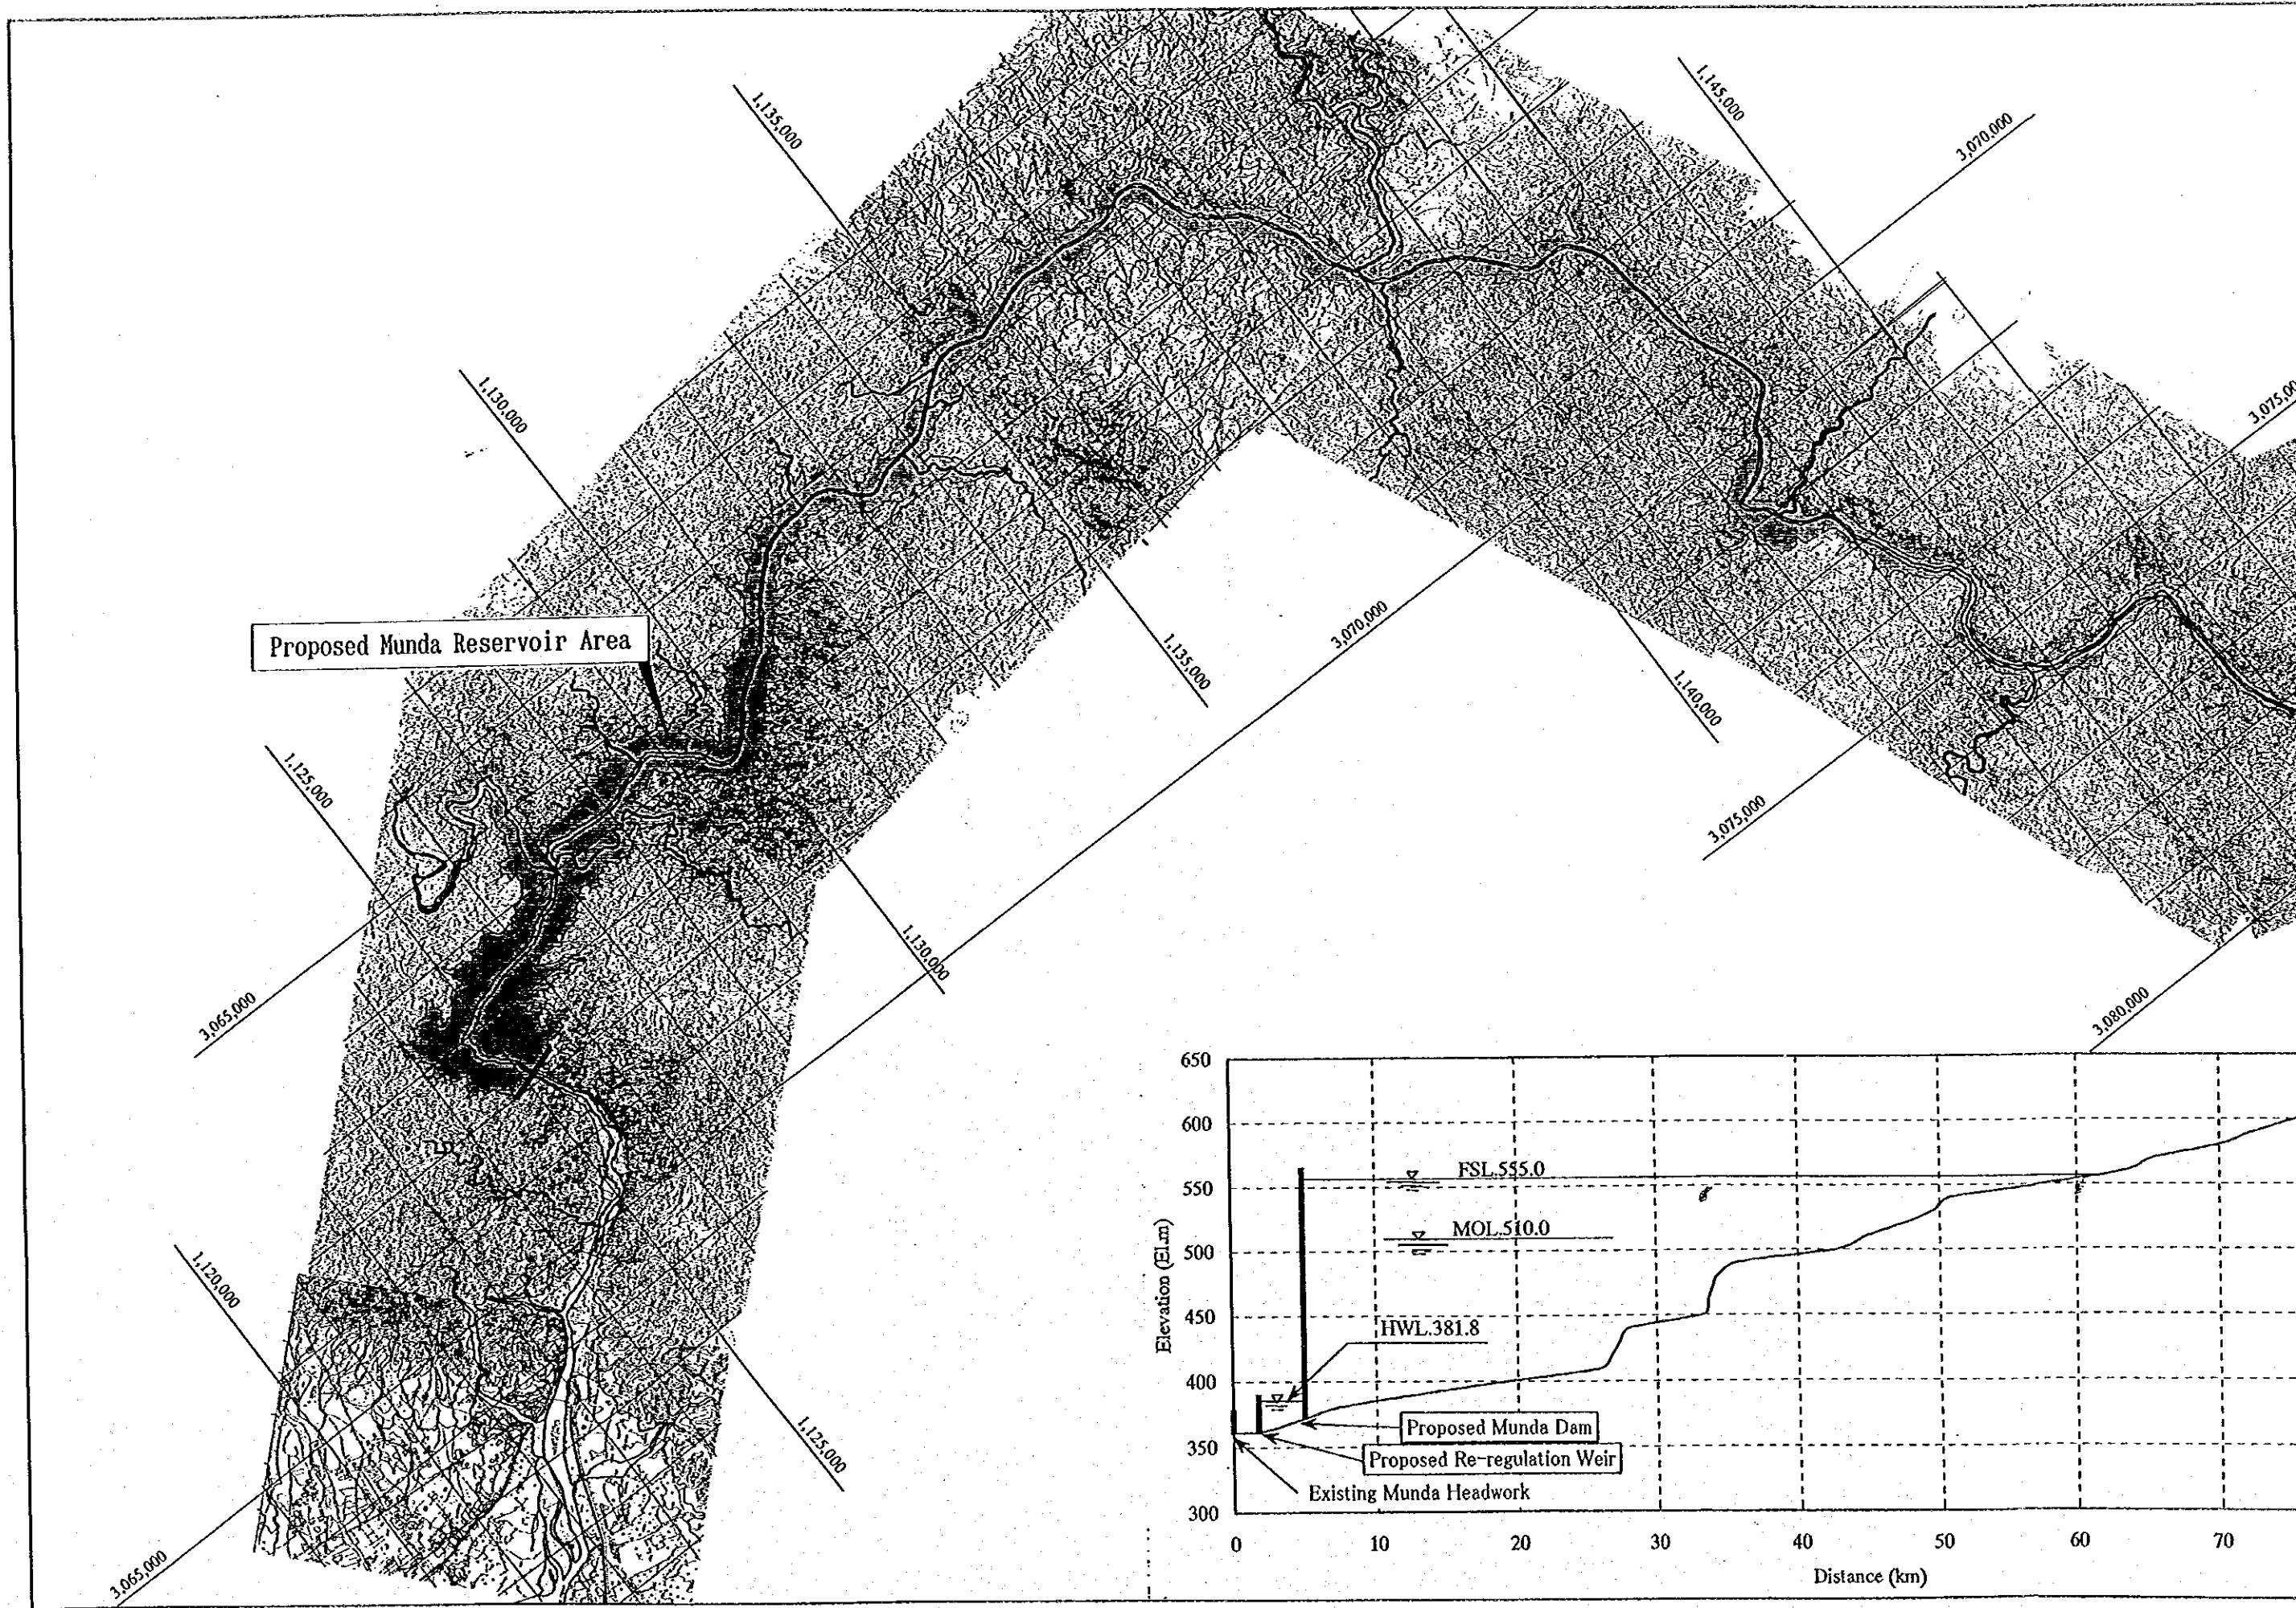 1,145,000
3,070,000
1,135,000
1,130,000
3,075,00
Proposed Munda Reservoir Area
3,070,000
1,135,000
1,140,000
1,125,000
3,075,000
1,130,000
3,065,000
3,080,000
1,120,000
1,125,000
3,065,000
650
600
550
500
450
400
350
300
Elevation (El.m)
FSL.555.0
MOL.510.0
HWL.381.8
Proposed Munda Dam
Proposed Re-regulation Weir
Existing Munda Headwork
0 10 20 30 40 50 60 70
Distance (km)